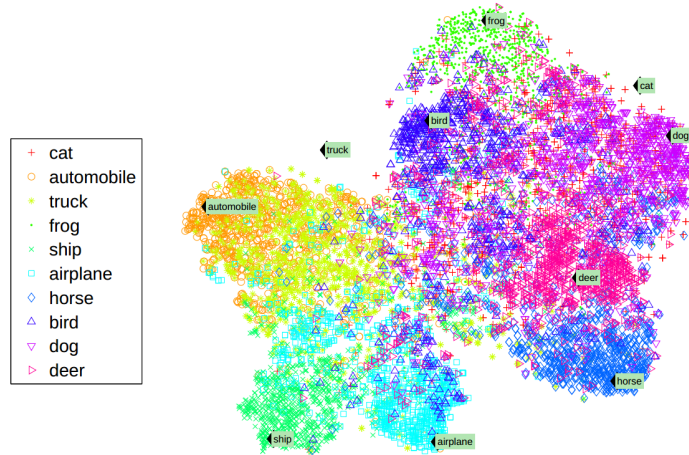 frog
cat
bird
dog
truck
automobile
deer
horse
ship
airplane
cat
automobile
truck
frog
ship
airplane
horse
bird
dog
deer